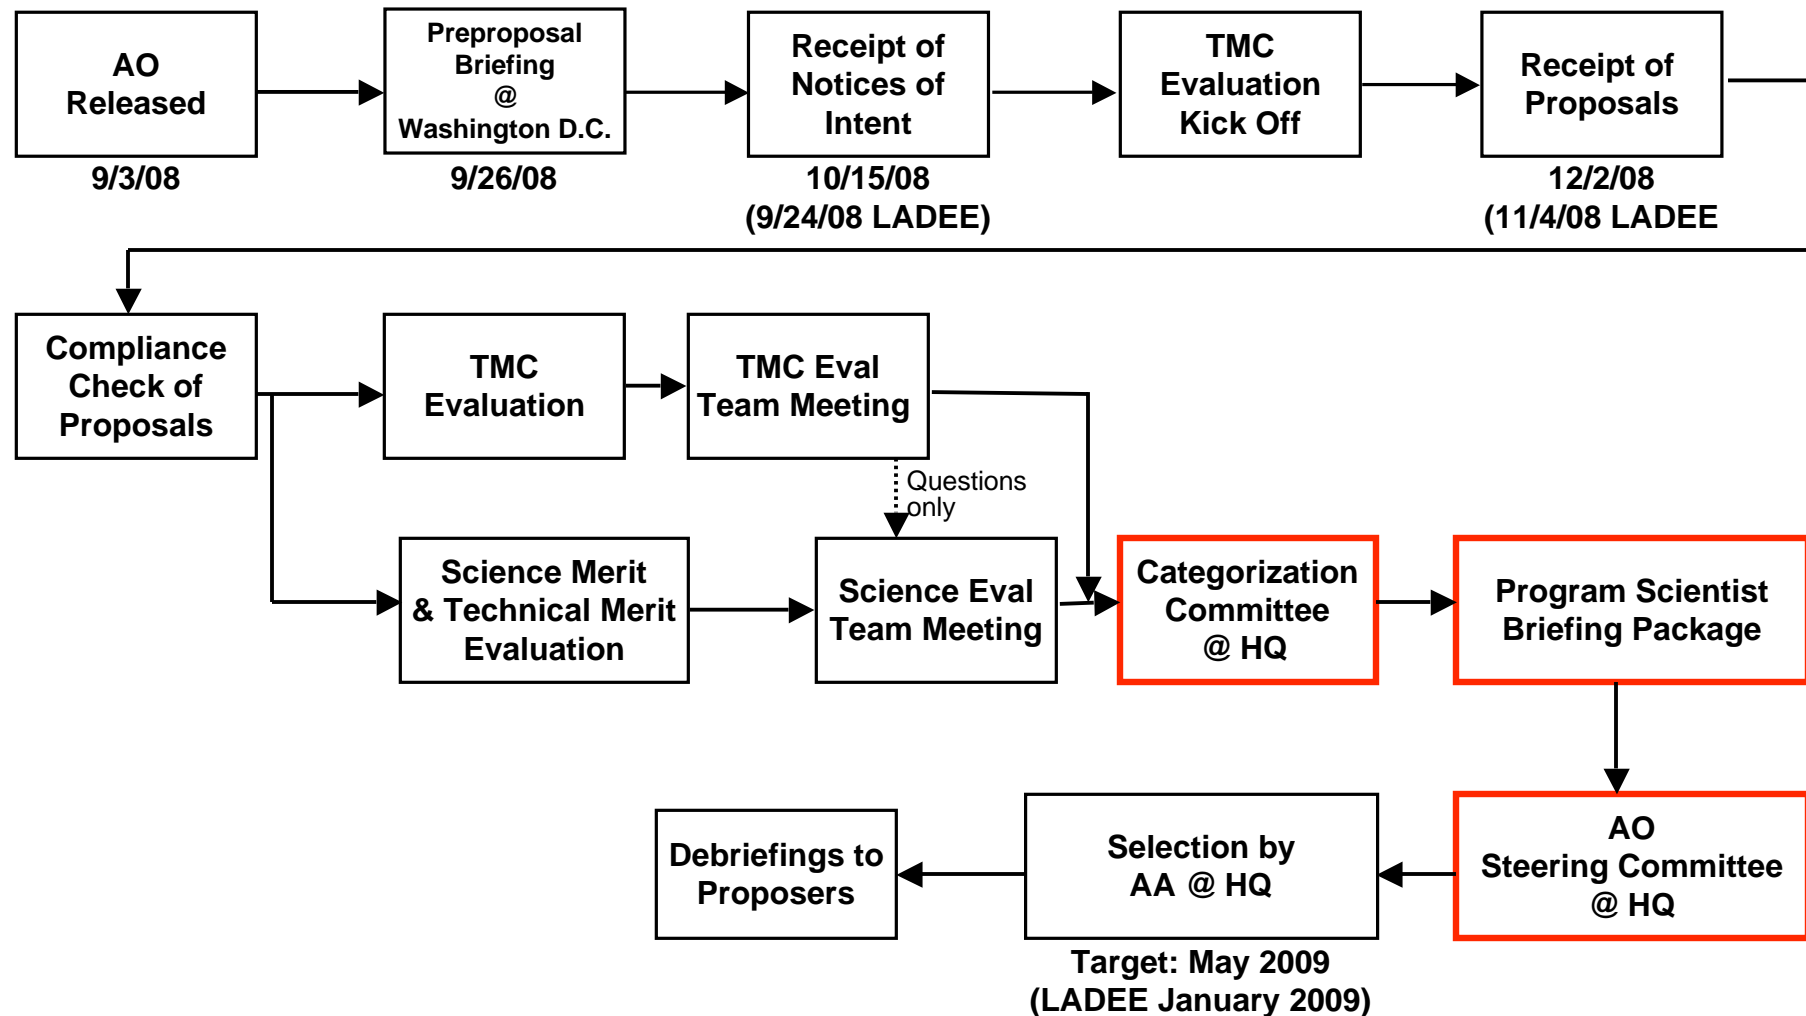 AO
Released
9/3/08
Preproposal
Briefing
@
Washington D.C.
9/26/08
Receipt of
Notices of
Intent
10/15/08
(9/24/08 LADEE)
TMC
Evaluation
Kick Off
Receipt of
Proposals
12/2/08
(11/4/08 LADEE
Compliance
Check of
Proposals
TMC
Evaluation
TMC Eval
Team Meeting
Questions
only
Science Merit
& Technical Merit
Evaluation
Science Eval
Team Meeting
Categorization
Committee
@ HQ
Program Scientist
Briefing Package
AO
Steering Committee
@ HQ
Selection by
AA @ HQ
Target: May 2009
(LADEE January 2009)
Debriefings to
Proposers